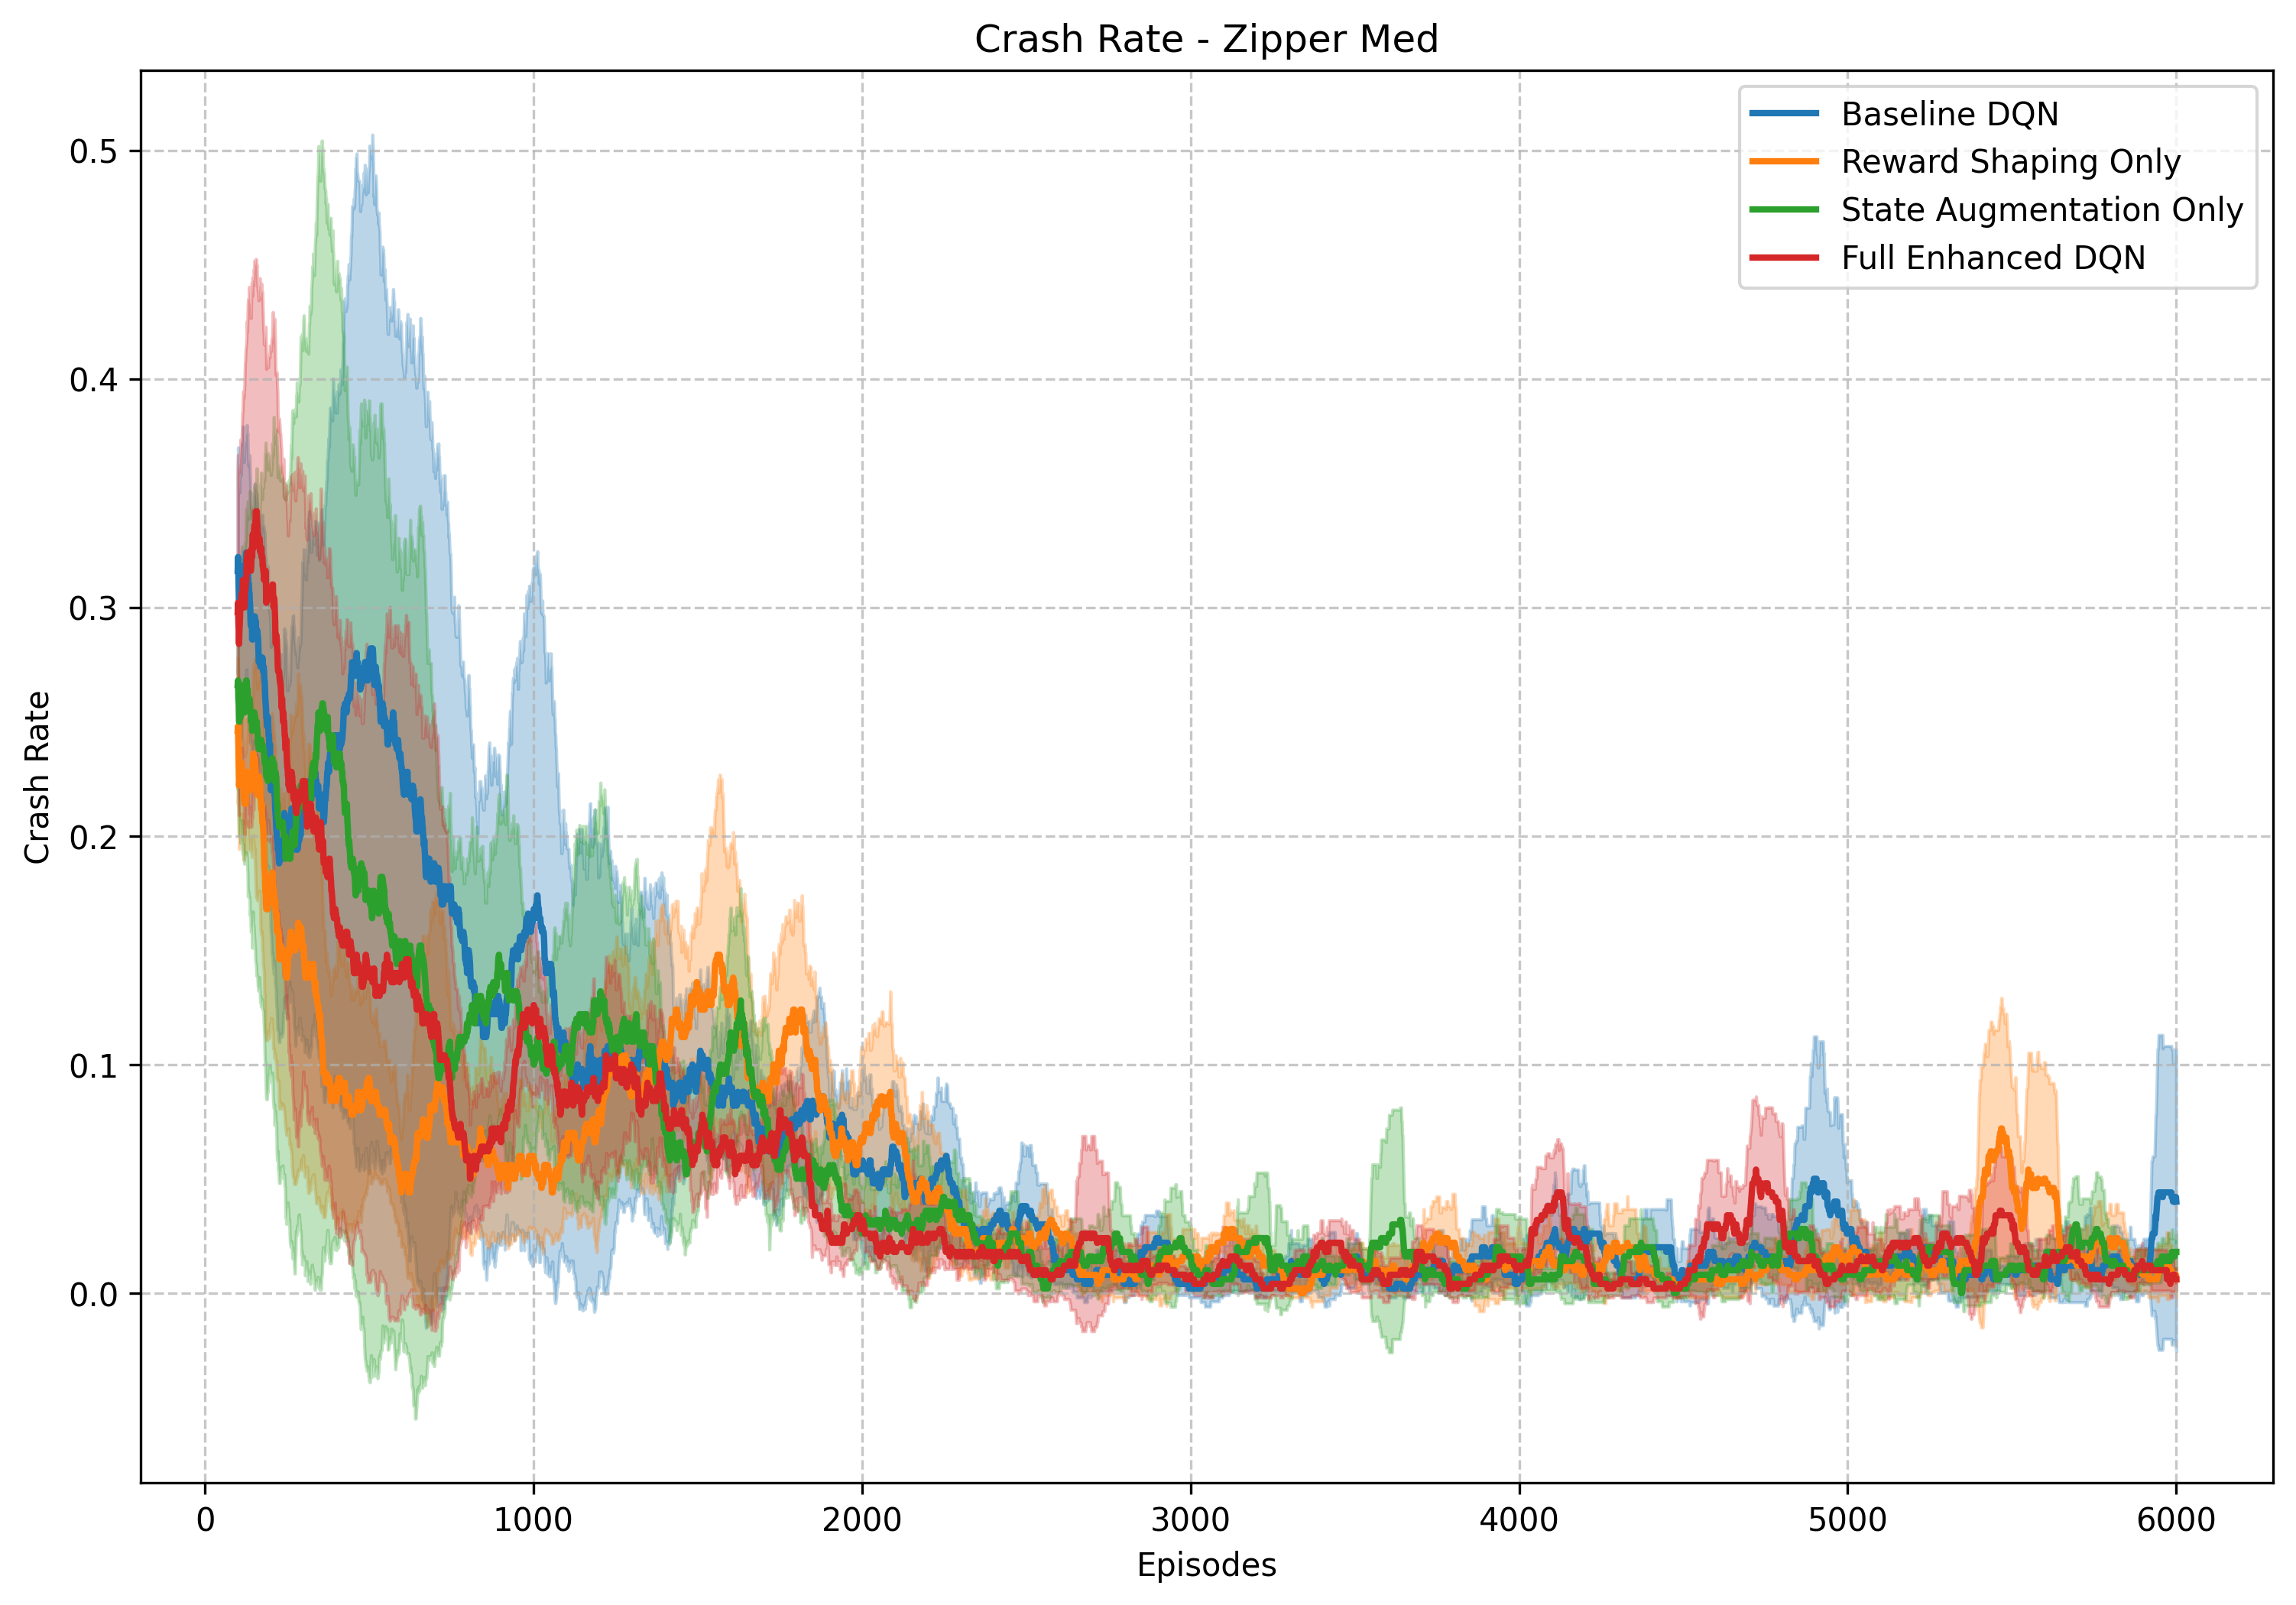 Crash Rate - Zipper Med
Baseline DQN
Reward Shaping Only
State Augmentation Only
Full Enhanced DQN
Crash Rate
0.5
0.4
0.3
0.2
0.1
0.0
0 1000 2000 3000 4000 5000 6000
Episodes